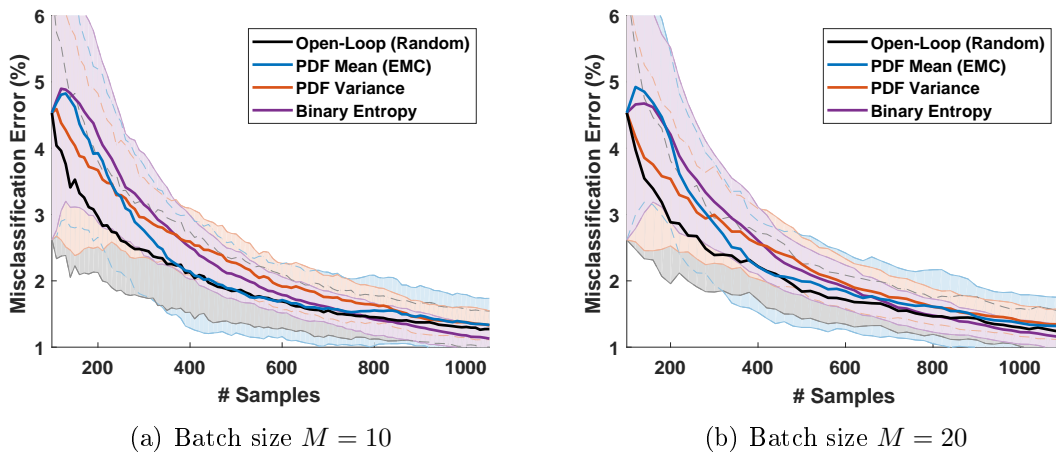 6
5
4
3
2
1
Misclassification Error (%)
Open-Loop (Random)
PDF Mean (EMC)
PDF Variance
Binary Entropy
200 400 600 800 1000
# Samples
(a) Batch size M = 10
6
5
4
3
2
1
Misclassification Error (%)
Open-Loop (Random)
PDF Mean (EMC)
PDF Variance
Binary Entropy
200 400 600 800 1000
# Samples
(b) Batch size M = 20